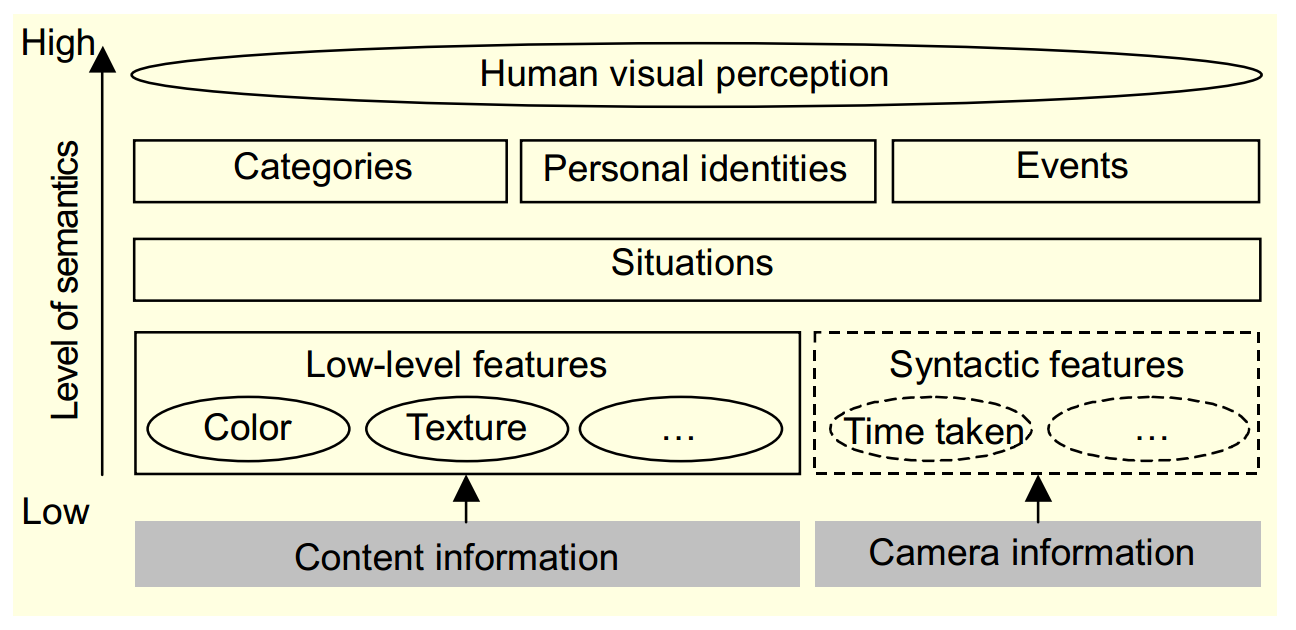 High
Human visual perception
Categories
Personal identities
Events
Level of semantics
Situations
Low-level features
Color
Texture
…
Syntactic features
Time taken
…
Low
Content information
Camera information